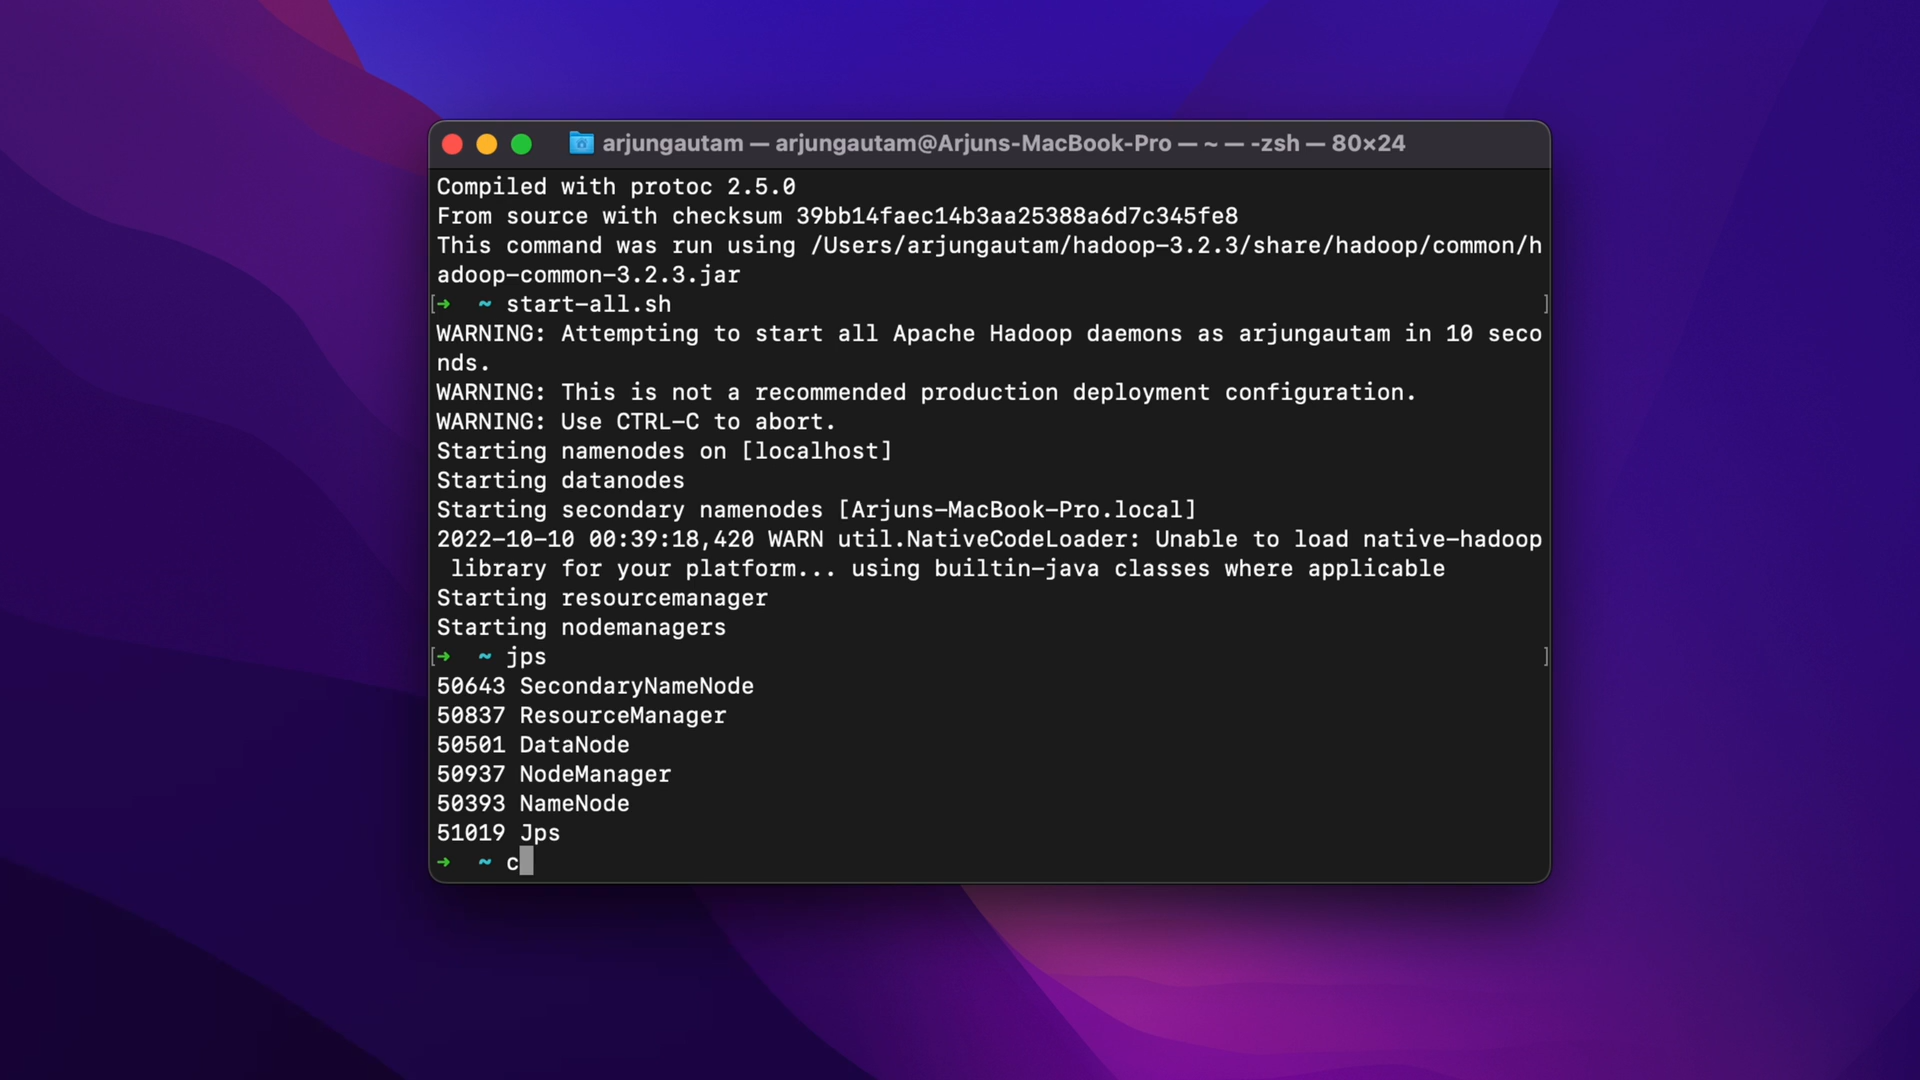 arjungautam — arjungautam@Arjuns-MacBook-Pro — ~ — -zsh — 80×24
Compiled with protoc 2.5.0
From source with checksum 39bb14faec14b3aa25388a6d7c345fe8
This command was run using /Users/arjungautam/hadoop-3.2.3/share/hadoop/common/h
adoop-common-3.2.3.jar
[➜  ~ start-all.sh ]
WARNING: Attempting to start all Apache Hadoop daemons as arjungautam in 10 seco
nds.
WARNING: This is not a recommended production deployment configuration.
WARNING: Use CTRL-C to abort.
Starting namenodes on [localhost]
Starting datanodes
Starting secondary namenodes [Arjuns-MacBook-Pro.local]
2022-10-10 00:39:18,420 WARN util.NativeCodeLoader: Unable to load native-hadoop
 library for your platform... using builtin-java classes where applicable
Starting resourcemanager
Starting nodemanagers
[➜  ~ jps ]
50643 SecondaryNameNode
50837 ResourceManager
50501 DataNode
50937 NodeManager
50393 NameNode
51019 Jps
➜  ~ c